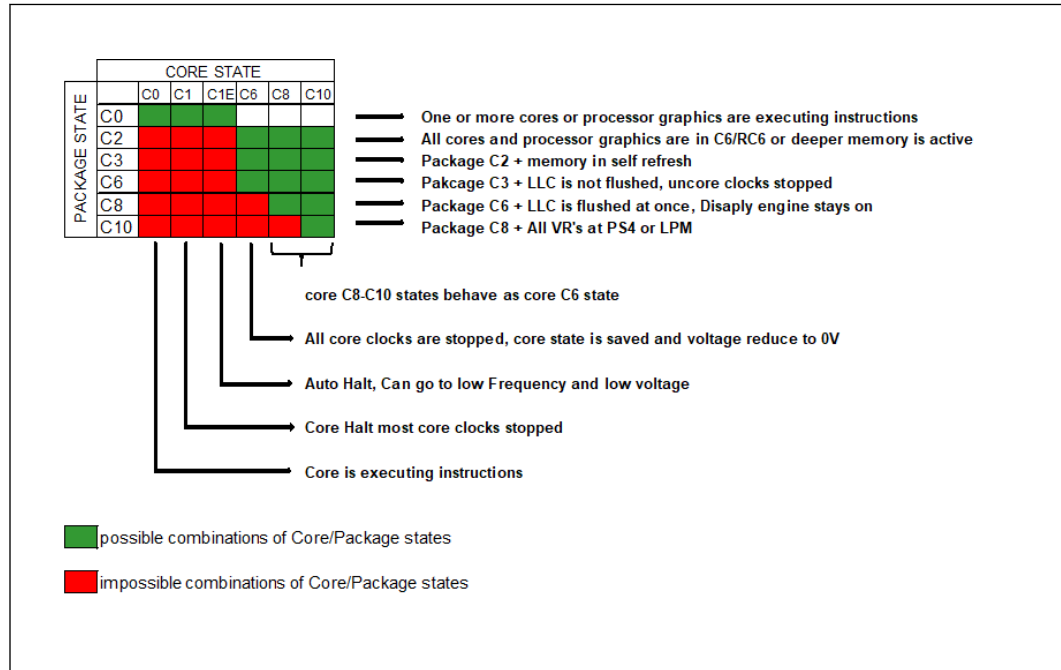 CORE STATE
C0 C1 C1E C6 C8 C10
PACKAGE STATE
C0
C2
C3
C6
C8
C10
One or more cores or processor graphics are executing instructions
All cores and processor graphics are in C6/RC6 or deeper memory is active
Package C2 + memory in self refresh
Pakcage C3 + LLC is not flushed, uncore clocks stopped
Package C6 + LLC is flushed at once, Disaply engine stays on
Package C8 + All VR's at PS4 or LPM
core C8-C10 states behave as core C6 state
All core clocks are stopped, core state is saved and voltage reduce to 0V
Auto Halt, Can go to low Frequency and low voltage
Core Halt most core clocks stopped
Core is executing instructions
possible combinations of Core/Package states
impossible combinations of Core/Package states